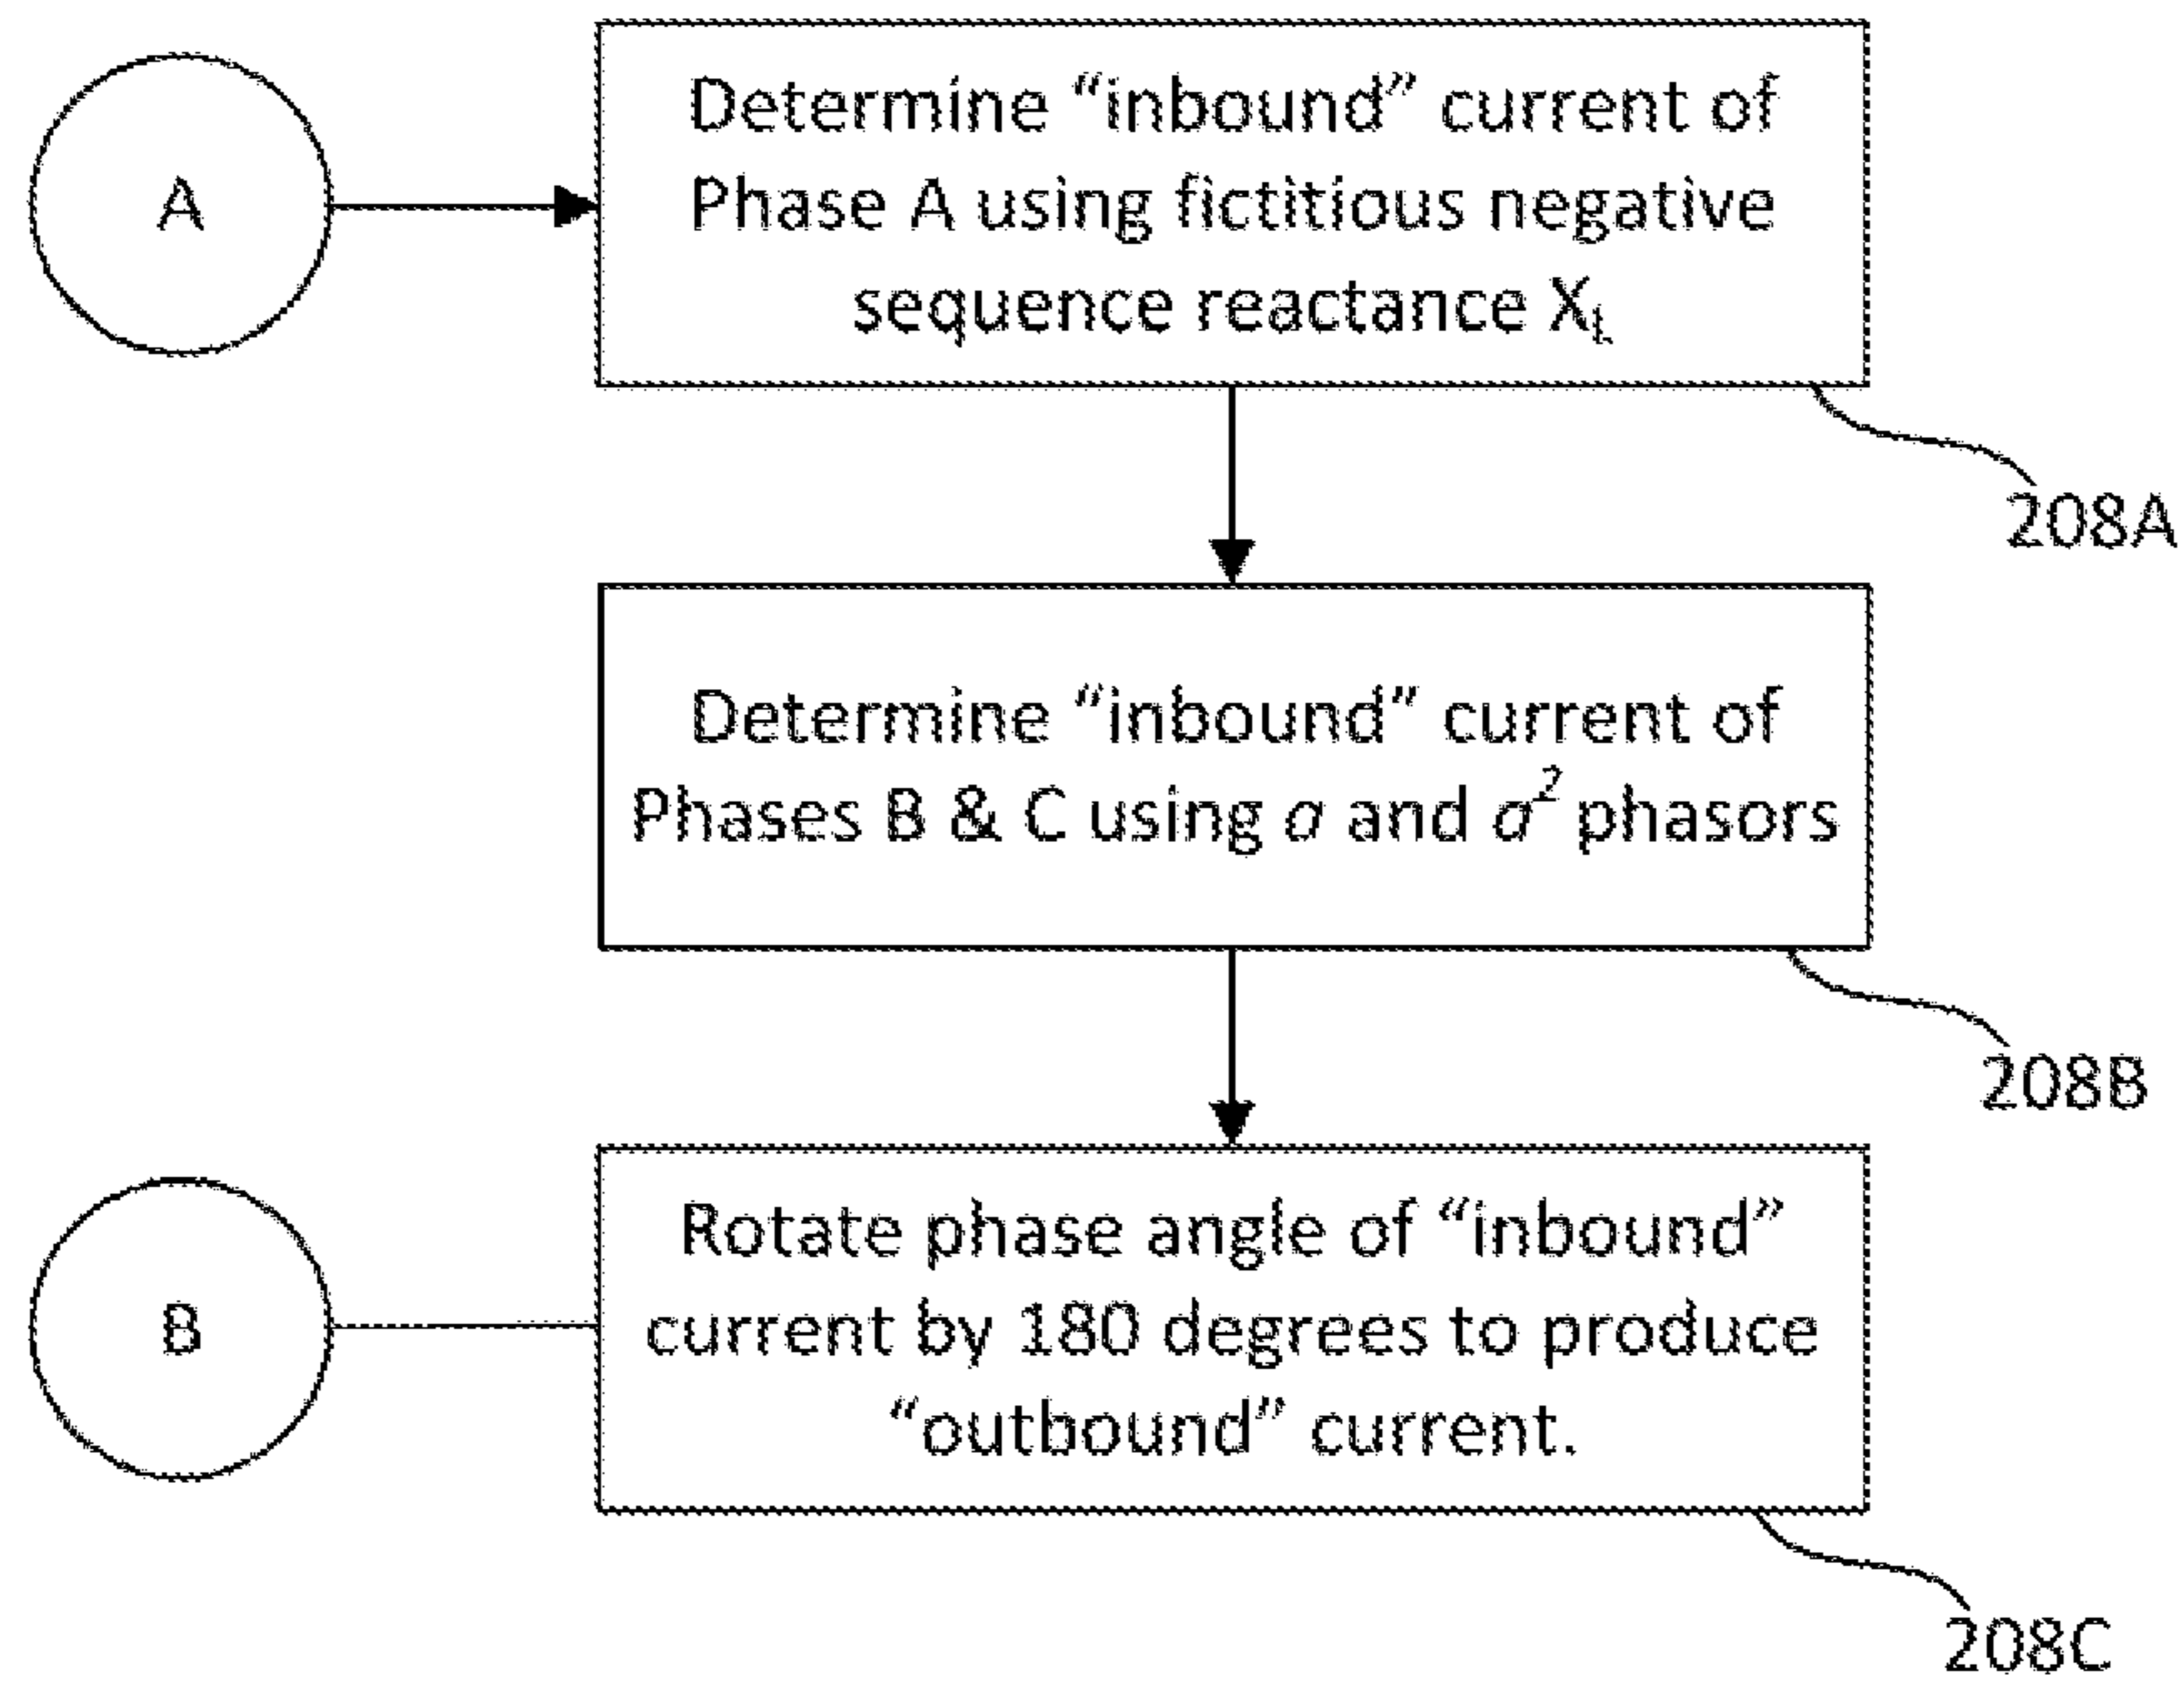 A
Determine “inbound” current of
Phase A using fictitious negative
sequence reactance XL
208A
Determine “inbound” current of
Phases B & C using a and a² phasors
208B
B
Rotate phase angle of “inbound”
current by 180 degrees to produce
“outbound” current.
208C